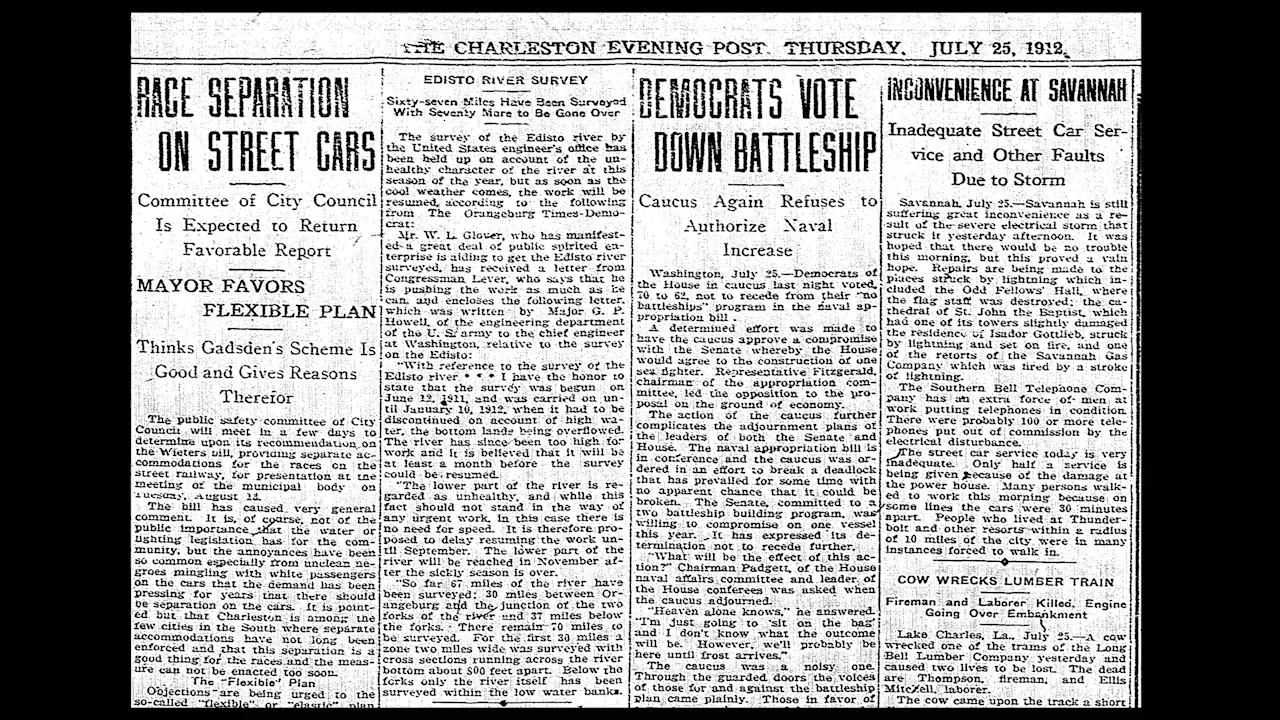 THE CHARLESTON EVENING POST, THURSDAY, JULY 25, 1912.
RACE SEPARATION
ON STREET CARS
Committee of City Council
Is Expected to Return
Favorable Report
MAYOR FAVORS
FLEXIBLE PLAN
Thinks Gadsden's Scheme Is
Good and Gives Reasons
Therefor
The public safety committee of City
Council will meet in a few days to
determine upon its recommendation on
the Wieters bill, providing separate ac-
commodations for the races on the
street railway, for presentation at the
meeting of the municipal body on
Tuesday, August 13.
The bill has caused very general
comment. It is, of course, not of the
public importance that the water or
lighting legislation has for the com-
munity, but the annoyances have been
so common especially from unclean ne-
groes mingling with white passengers
on the cars that the demand has been
pressing for years that there should
be separation on the cars. It is point-
ed but that Charleston is among the
few cities in the South where separate
accommodations have not long been
enforced and that this separation is a
good thing for the races and the meas-
ure can not be enacted too soon.
The "Flexible" Plan
Objections are being urged to the
so-called "flexible" or "elastic" plan
EDISTO RIVER SURVEY
Sixty-seven Miles Have Been Surveyed
With Seventy More to Be Gone Over
The survey of the Edisto river by
the United States engineer's office has
been held up on account of the un-
healthy character of the river at this
season of the year, but as soon as the
cool weather comes, the work will be
resumed, according to the following
from The Orangeburg Times-Demo-
crat:
Mr. W. L. Glover, who has manifest-
ed a great deal of public spirited en-
terprise in aiding to get the Edisto river
surveyed, has received a letter from
Congressman Lever, who says that he
is pushing the work as much as he
can, and encloses the following letter,
which was written by Major G. P.
Howell, of the engineering department
of the U. S. army to the chief engineer
at Washington, relative to the survey
on the Edisto:
"With reference to the survey of the
Edisto river * * * I have the honor to
state that the survey was begun on
June 12, 1911, and was carried on un-
til January 10, 1912, when it had to be
discontinued on account of high wa-
ter, the bottom lands being overflowed.
The river has since been too high for
work and it is believed that it will be
at least a month before the survey
could be resumed.
"The lower part of the river is re-
garded as unhealthy, and while this
fact should not stand in the way of
any urgent work, in this case there is
no need for speed. It is therefore pro-
posed to delay resuming the work un-
til September. The lower part of the
river will be reached in November af-
ter the sickly season is over.
"So far 67 miles of the river have
been surveyed: 30 miles between Or-
angeburg and the junction of the two
forks of the river and 37 miles below
the forks. There remain 70 miles to
be surveyed. For the first 30 miles a
zone two miles wide was surveyed with
cross sections running across the river
bottom about 800 feet apart. Below the
forks only the river itself has been
surveyed within the low water banks.
DEMOCRATS VOTE
DOWN BATTLESHIP
Caucus Again Refuses to
Authorize Naval
Increase
Washington, July 25.—Democrats of
the House in caucus last night voted,
70 to 62, not to recede from their "no
battleships" program in the naval ap-
propriation bill.
A determined effort was made to
have the caucus approve a compromise
with the Senate whereby the House
would agree to the construction of one
sea fighter. Representative Fitzgerald,
chairman of the appropriation com-
mittee, led the opposition to the pro-
posal on the ground of economy.
The action of the caucus further
complicates the adjournment plans of
the leaders of both the Senate and
House. The naval appropriation bill is
in conference and the caucus was or-
dered in an effort to break a deadlock
that has prevailed for some time with
no apparent chance that it could be
broken. The Senate, committed to a
two battleship building program, was
willing to compromise on one vessel
this year. It has expressed its de-
termination not to recede further.
"What will be the effect of this ac-
tion?" Chairman Padgett, of the House
naval affairs committee and leader of
the House conferees was asked when
the caucus adjourned.
"Heaven alone knows," he answered.
"I'm just going to 'sit on the bag'
and I don't know what the outcome
will be. However, we'll probably be
here until frost arrives."
The caucus was a noisy one.
Through the guarded doors the voices
of those for and against the battleship
plan came plainly. Those in favor of
INCONVENIENCE AT SAVANNAH
Inadequate Street Car Ser-
vice and Other Faults
Due to Storm
Savannah, July 25.—Savannah is still
suffering great inconvenience as a re-
sult of the severe electrical storm that
struck it yesterday afternoon. It was
hoped that there would be no trouble
this morning, but this proved a vain
hope. Repairs are being made to the
places struck by lightning which in-
cluded the Odd Fellows' Hall, where
the flag staff was destroyed; the ca-
thedral of St. John the Baptist, which
had one of its towers slightly damaged
the residence of Isador Gottlieb, struck
by lightning and set on fire, and one
of the retorts of the Savannah Gas
Company which was fired by a stroke
of lightning.
The Southern Bell Telephone Com-
pany has an extra force of men at
work putting telephones in condition.
There were probably 100 or more tele-
phones put out of commission by the
electrical disturbance.
The street car service today is very
inadequate. Only half a service is
being given because of the damage at
the power house. Many persons walk-
ed to work this morning because on
some lines the cars were 30 minutes
apart. People who lived at Thunder-
bolt and other resorts within a radius
of 10 miles of the city were in many
instances forced to walk in.
COW WRECKS LUMBER TRAIN
Fireman and Laborer Killed, Engine
Going Over Embankment
Lake Charles, La., July 25.—A cow
wrecked one of the trams of the Long
Bell Lumber Company yesterday and
caused two lives to be lost. The dead
are Thompson, fireman, and Ellis
Mitchell, laborer.
The cow came upon the track a short